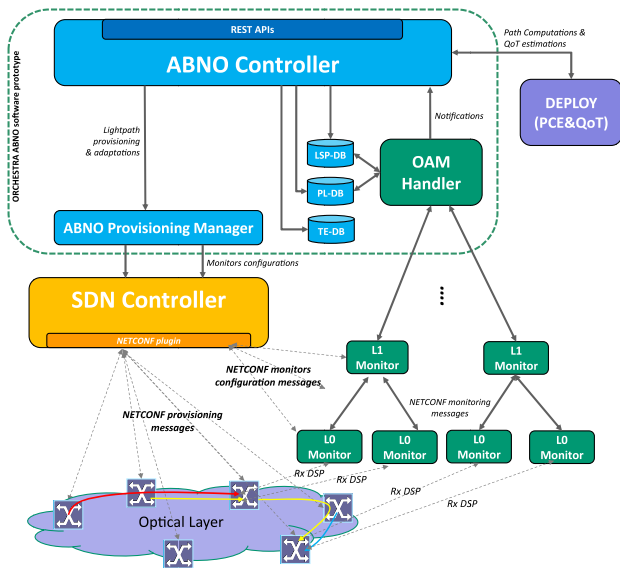 REST APIs
ABNO Controller
Path Computations &
QoT estimations
ORCHESTRA ABNO software prototype
DEPLOY
(PCE&QoT)
Lightpath
provisioning
& adaptations
Notifications
LSP-DB
OAM
Handler
PL-DB
TE-DB
ABNO Provisioning Manager
Monitors configurations
SDN Controller
NETCONF plugin
L1
Monitor
L1
Monitor
NETCONF monitors
configuration messages
NETCONF monitoring
messages
NETCONF provisioning
messages
L0
Monitor
L0
Monitor
L0
Monitor
L0
Monitor
Rx DSP
Rx DSP
Rx DSP
Rx DSP
Optical Layer